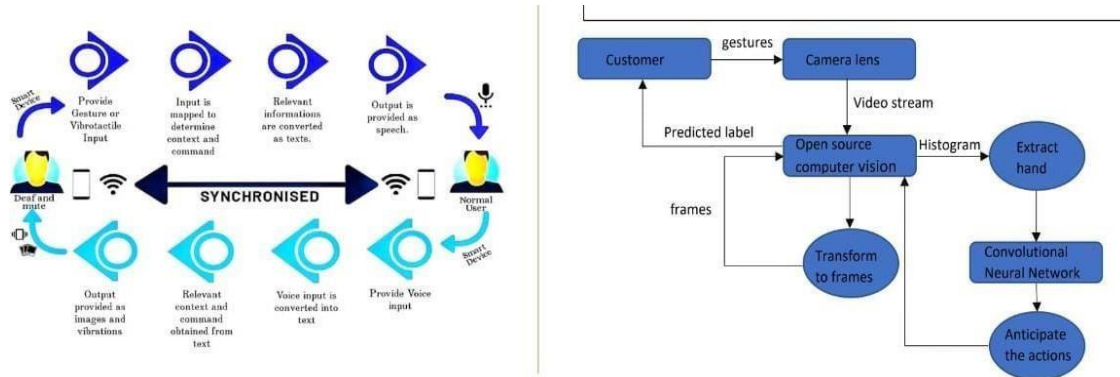 Smart
Device
Provide
Gesture or
Vibrotactile
Input
Input is
mapped to
determine
context and
command
Relevant
informations
are converted
as texts.
Output is
provided as
speech.
Deaf and
mute
SYNCHRONISED
Normal
User
Smart
Device
Output
provided as
images and
vibrations
Relevant
context and
command
obtained from
text
Voice input is
converted into
text
Provide Voice
input
Customer
gestures
Camera lens
Video stream
Predicted label
Open source
computer vision
Histogram
Extract
hand
frames
Transform
to frames
Convolutional
Neural Network
Anticipate
the actions